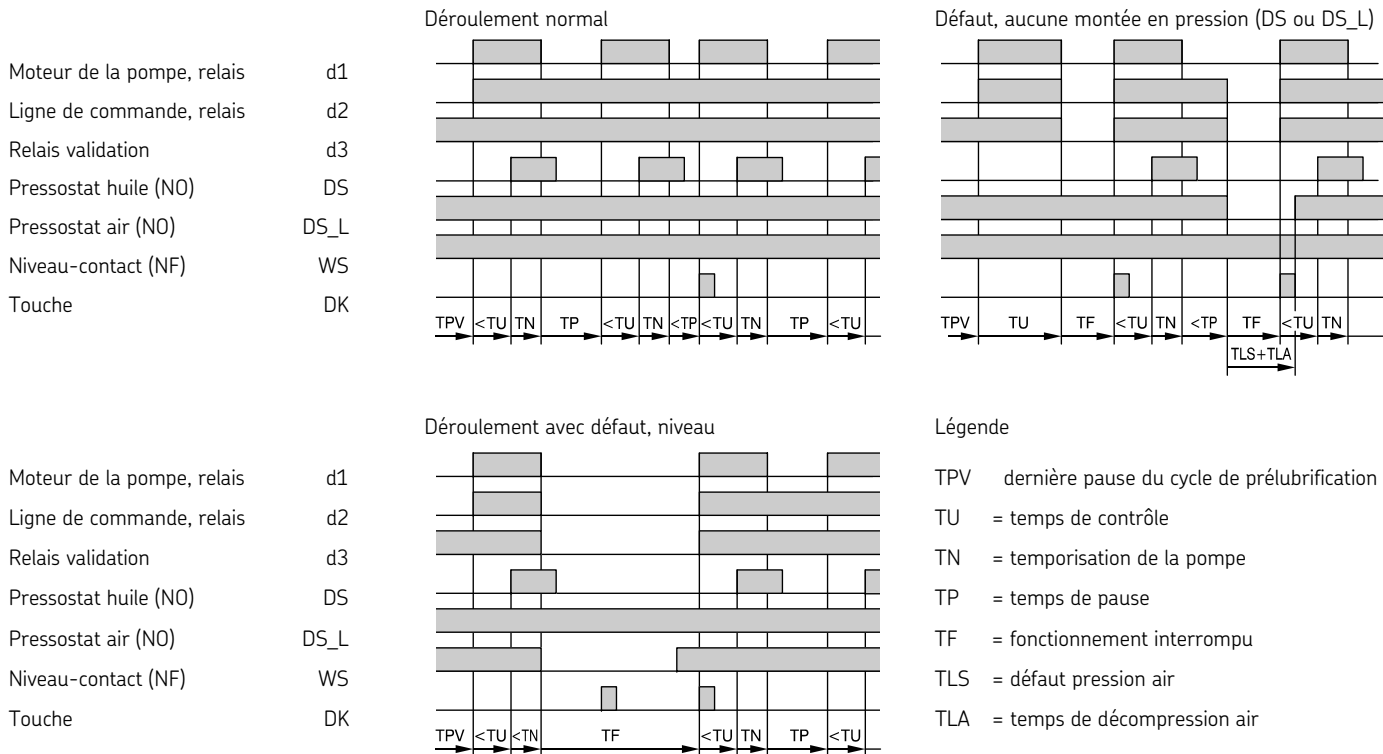 Déroulement normal
Défaut, aucune montée en pression (DS ou DS_L)
Moteur de la pompe, relais d1
Ligne de commande, relais d2
Relais validation d3
Pressostat huile (NO) DS
Pressostat air (NO) DS_L
Niveau-contact (NF) WS
Touche DK
TPV <TU TN TP <TU TN <TP <TU TN TP <TU
TPV TU TF <TU TN <TP TF <TU TN
TLS+TLA
Déroulement avec défaut, niveau
Moteur de la pompe, relais d1
Ligne de commande, relais d2
Relais validation d3
Pressostat huile (NO) DS
Pressostat air (NO) DS_L
Niveau-contact (NF) WS
Touche DK
TPV <TU <TN TF <TU TN TP <TU
Légende
TPV dernière pause du cycle de prélubrification
TU = temps de contrôle
TN = temporisation de la pompe
TP = temps de pause
TF = fonctionnement interrompu
TLS = défaut pression air
TLA = temps de décompression air